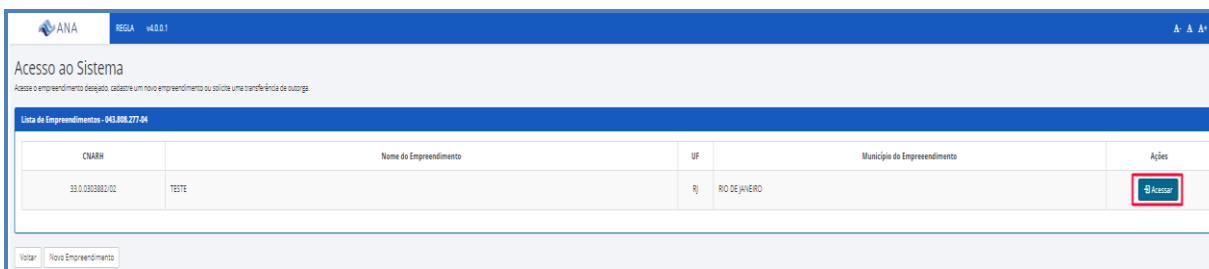 ANA REGLA v4.0.0.1 A- A A+
Acesso ao Sistema
Acesse o empreendimento desejado, cadastre um novo empreendimento ou solicite uma transferência de outorga.
Lista de Empreendimentos - 043.808.277-04
CNARH Nome do Empreendimento UF Município do Empreeendimento Ações
33.0.0303882/02 TESTE RJ RIO DE JANEIRO Acessar
Voltar Novo Empreendimento